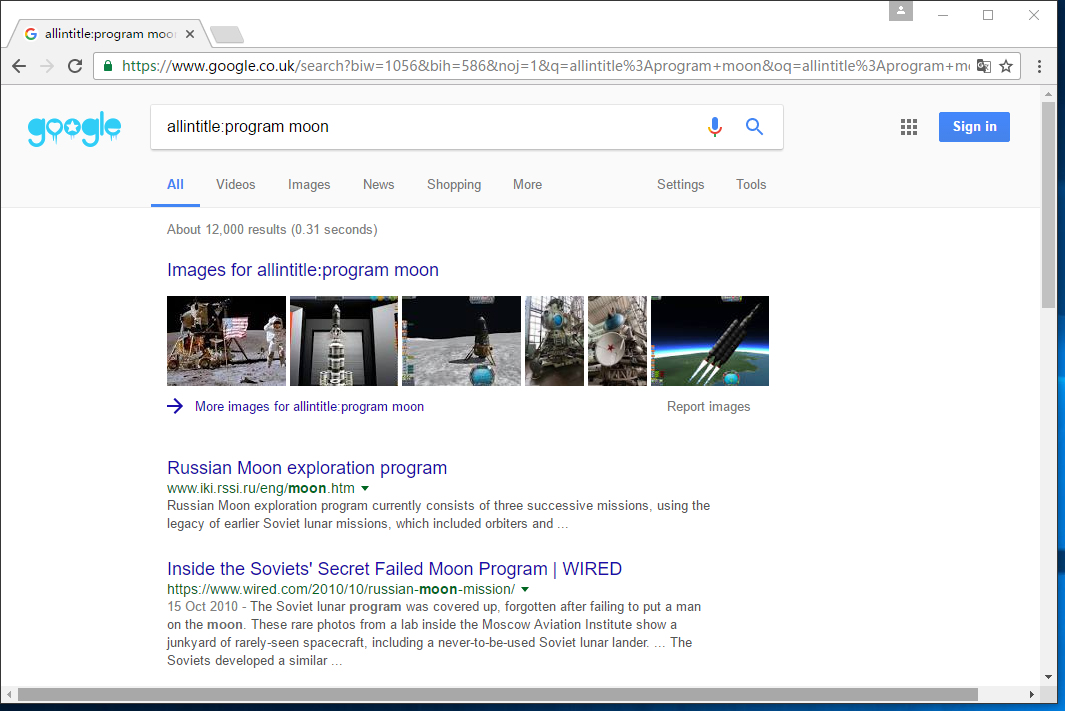 allintitle:program moo
https://www.google.co.uk/search?biw=1056&bih=586&noj=1&q=allintitle%3Aprogram+moon&oq=allintitle%3Aprogram+m
google
allintitle:program moon
Sign in
All Videos Images News Shopping More Settings Tools
About 12,000 results (0.31 seconds)
Images for allintitle:program moon
More images for allintitle:program moon Report images
Russian Moon exploration program
www.iki.rssi.ru/eng/moon.htm
Russian Moon exploration program currently consists of three successive missions, using the
legacy of earlier Soviet lunar missions, which included orbiters and ...
Inside the Soviets' Secret Failed Moon Program | WIRED
https://www.wired.com/2010/10/russian-moon-mission/
15 Oct 2010 - The Soviet lunar program was covered up, forgotten after failing to put a man
on the moon. These rare photos from a lab inside the Moscow Aviation Institute show a
junkyard of rarely-seen spacecraft, including a never-to-be-used Soviet lunar lander. ... The
Soviets developed a similar ...